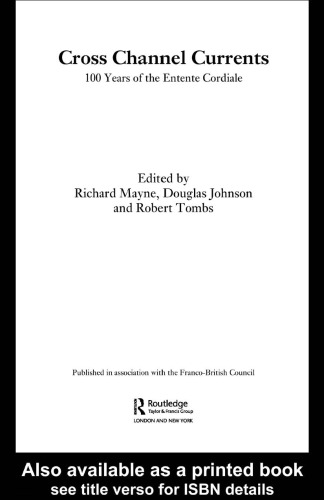 Cross Channel Currents
100 Years of the Entente Cordiale
Edited by
Richard Mayne, Douglas Johnson
and Robert Tombs
Published in association with the Franco-British Council
R Routledge
Taylor & Francis Group
LONDON AND NEW YORK
Also available as a printed book
see title verso for ISBN details